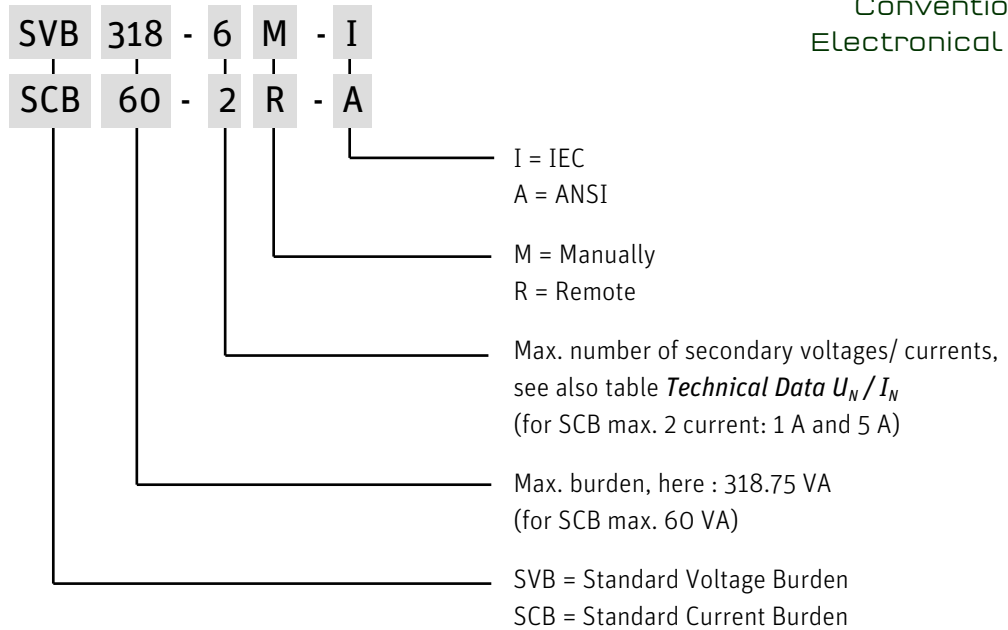 Conventio
Electronical
SVB 318 - 6 M - I
SCB 60 - 2 R - A
I = IEC
A = ANSI
M = Manually
R = Remote
Max. number of secondary voltages/ currents,
see also table Technical Data U_N / I_N
(for SCB max. 2 current: 1 A and 5 A)
Max. burden, here : 318.75 VA
(for SCB max. 60 VA)
SVB = Standard Voltage Burden
SCB = Standard Current Burden